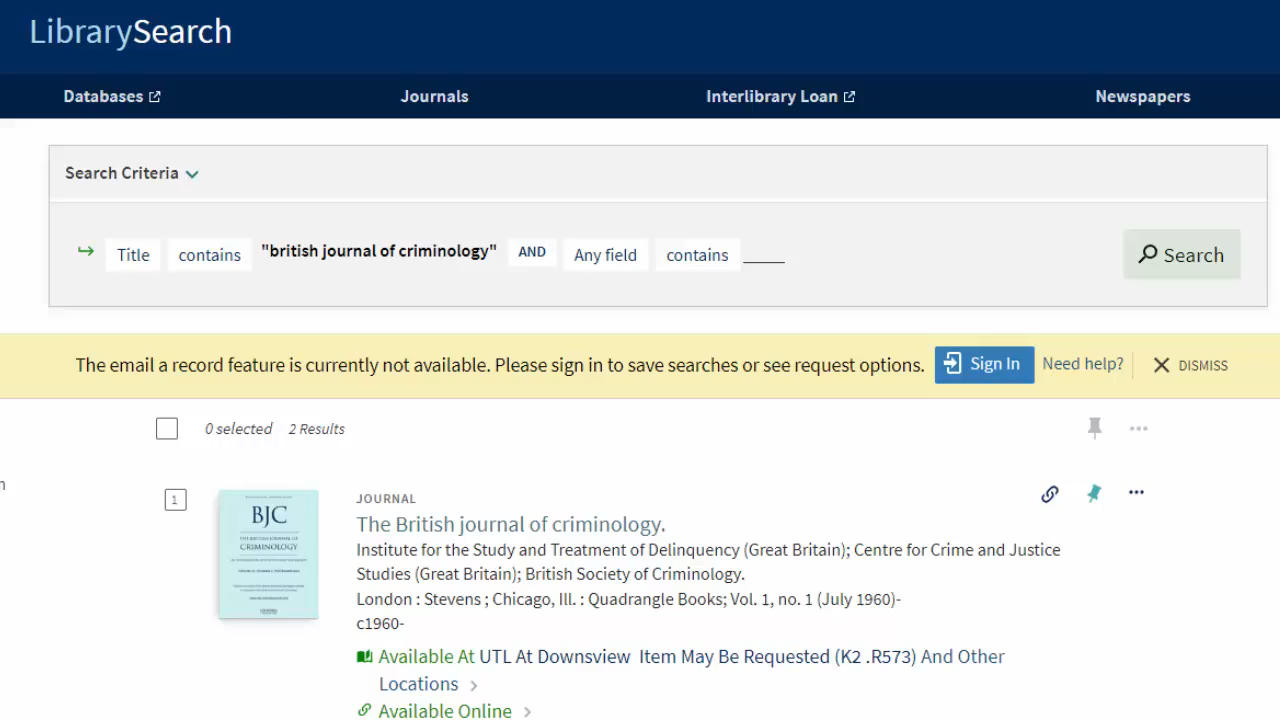 LibrarySearch
Databases Journals Interlibrary Loan Newspapers
Search Criteria
Title contains "british journal of criminology" AND Any field contains _____ Search
The email a record feature is currently not available. Please sign in to save searches or see request options. Sign In Need help? DISMISS
0 selected 2 Results
1
JOURNAL
The British journal of criminology.
Institute for the Study and Treatment of Delinquency (Great Britain); Centre for Crime and Justice
Studies (Great Britain); British Society of Criminology.
London : Stevens ; Chicago, Ill. : Quadrangle Books; Vol. 1, no. 1 (July 1960)-
c1960-
Available At UTL At Downsview Item May Be Requested (K2 .R573) And Other
Locations
Available Online
BJC
THE BRITISH JOURNAL OF
CRIMINOLOGY